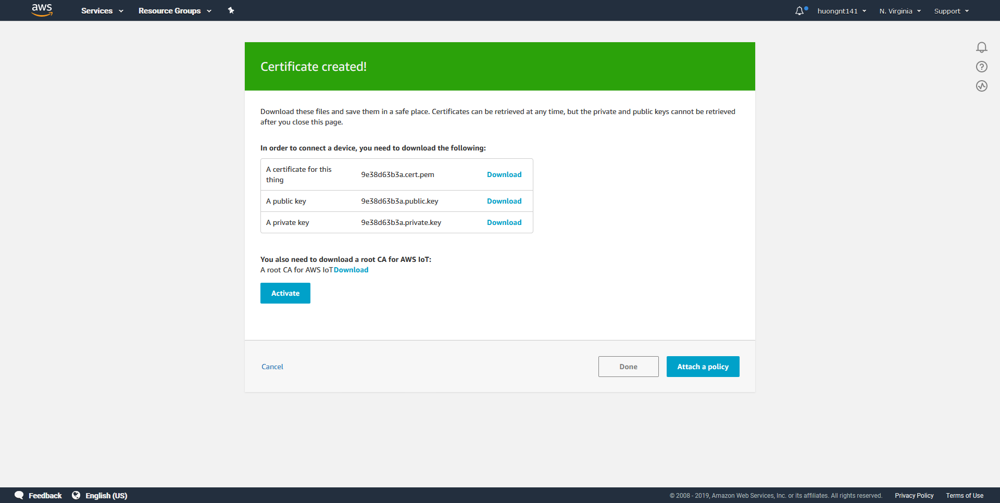 aws Services Resource Groups huongnt141 N. Virginia Support
Certificate created!
Download these files and save them in a safe place. Certificates can be retrieved at any time, but the private and public keys cannot be retrieved
after you close this page.
In order to connect a device, you need to download the following:
A certificate for this
thing
9e38d63b3a.cert.pem Download
A public key 9e38d63b3a.public.key Download
A private key 9e38d63b3a.private.key Download
You also need to download a root CA for AWS IoT:
A root CA for AWS IoTDownload
Activate
Cancel Done Attach a policy
Feedback English (US) © 2008 - 2019, Amazon Web Services, Inc. or its affiliates. All rights reserved. Privacy Policy Terms of Use